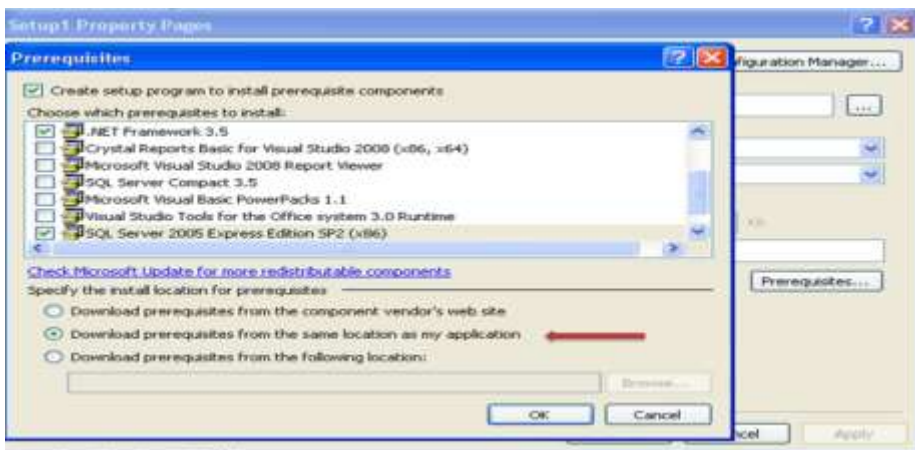 Setup1 Property Pages
Prerequisites
figuration Manager...
Create setup program to install prerequisite components
Choose which prerequisites to install:
...
.NET Framework 3.5
Crystal Reports Basic for Visual Studio 2008 (x86, x64)
Microsoft Visual Studio 2008 Report Viewer
SQL Server Compact 3.5
Microsoft Visual Basic PowerPacks 1.1
Visual Studio Tools for the Office system 3.0 Runtime
SQL Server 2005 Express Edition SP2 (x86)
Check Microsoft Update for more redistributable components
Prerequisites...
Specify the install location for prerequisites
Download prerequisites from the component vendor's web site
Download prerequisites from the same location as my application
Download prerequisites from the following location:
Browse...
OK
Cancel
ncel
Apply